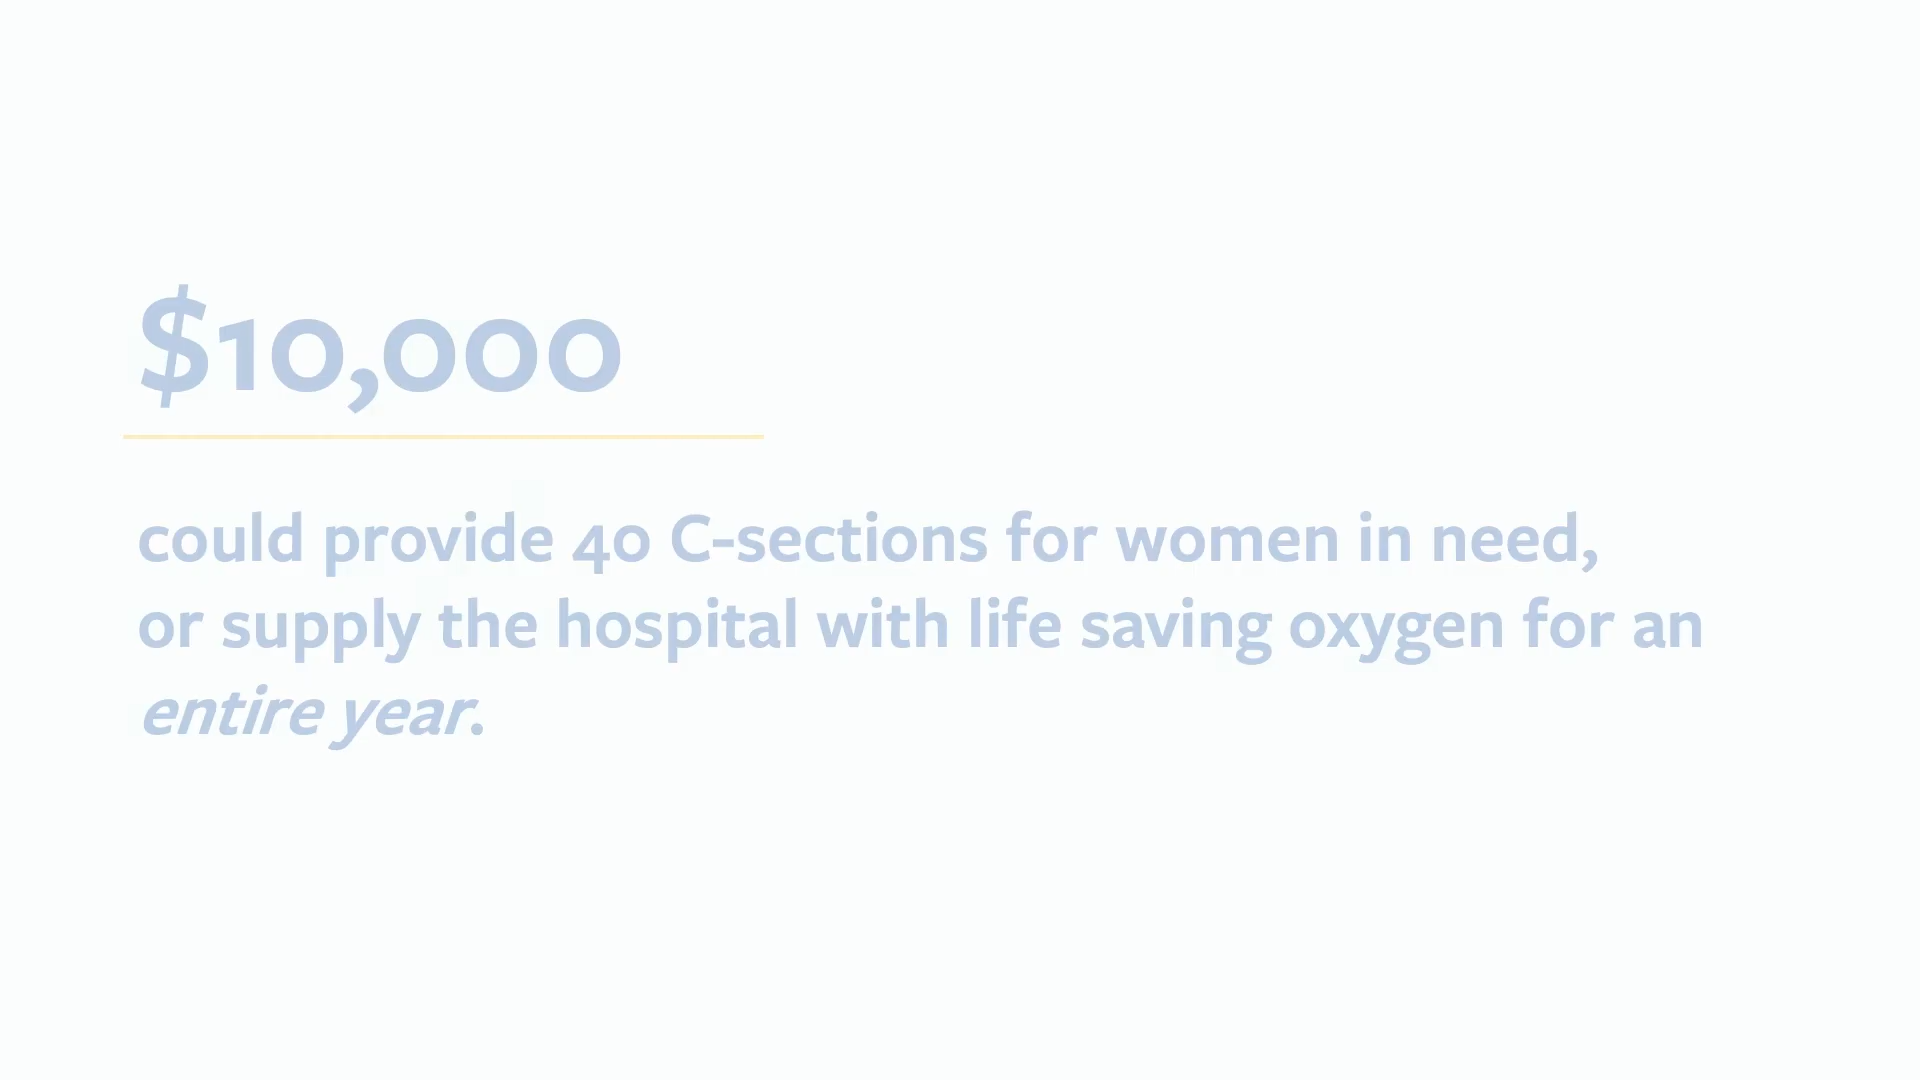 $10,000
could provide 40 C-sections for women in need,
or supply the hospital with life saving oxygen for an
entire year.